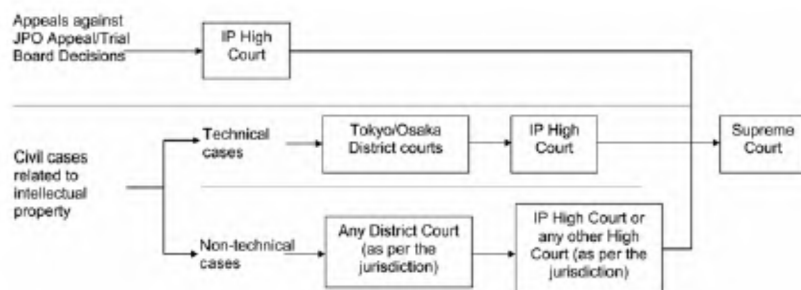 Appeals against
JPO Appeal/Trial
Board Decisions
IP High
Court
Civil cases
related to
intellectual
property
Technical
cases
Tokyo/Osaka
District courts
IP High
Court
Supreme
Court
Non-technical
cases
Any District Court
(as per the
jurisdiction)
IP High Court or
any other High
Court (as per the
jurisdiction)